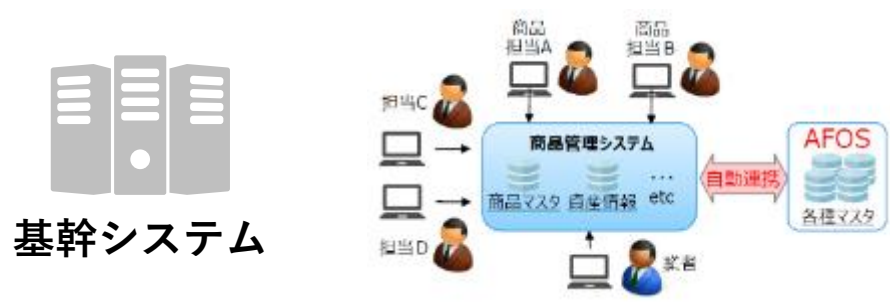 商品
担当A
商品
担当B
担当C
商品管理システム
AFOS
自動連携
商品マスタ
資産情報
…
etc
各種マスタ
基幹システム
担当D
業者